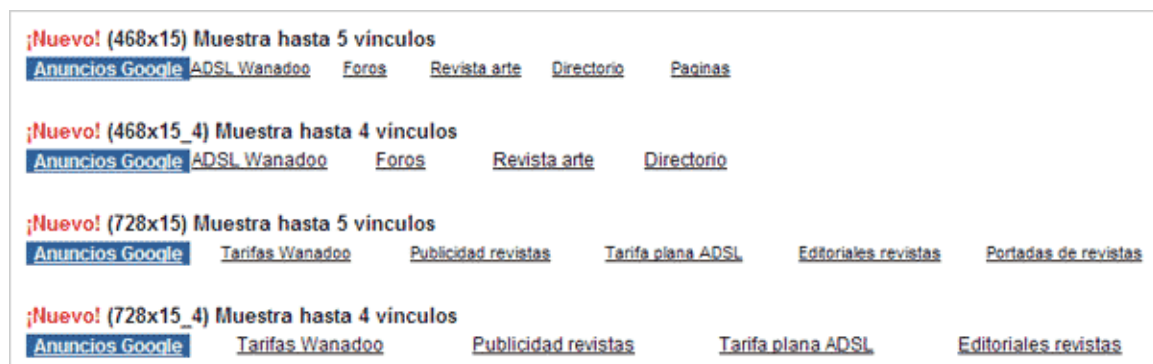 ¡Nuevo! (468x15) Muestra hasta 5 vínculos
Anuncios Google ADSL Wanadoo Foros Revista arte Directorio Paginas
¡Nuevo! (468x15_4) Muestra hasta 4 vínculos
Anuncios Google ADSL Wanadoo Foros Revista arte Directorio
¡Nuevo! (728x15) Muestra hasta 5 vínculos
Anuncios Google Tarifas Wanadoo Publicidad revistas Tarifa plana ADSL Editoriales revistas Portadas de revistas
¡Nuevo! (728x15_4) Muestra hasta 4 vínculos
Anuncios Google Tarifas Wanadoo Publicidad revistas Tarifa plana ADSL Editoriales revistas